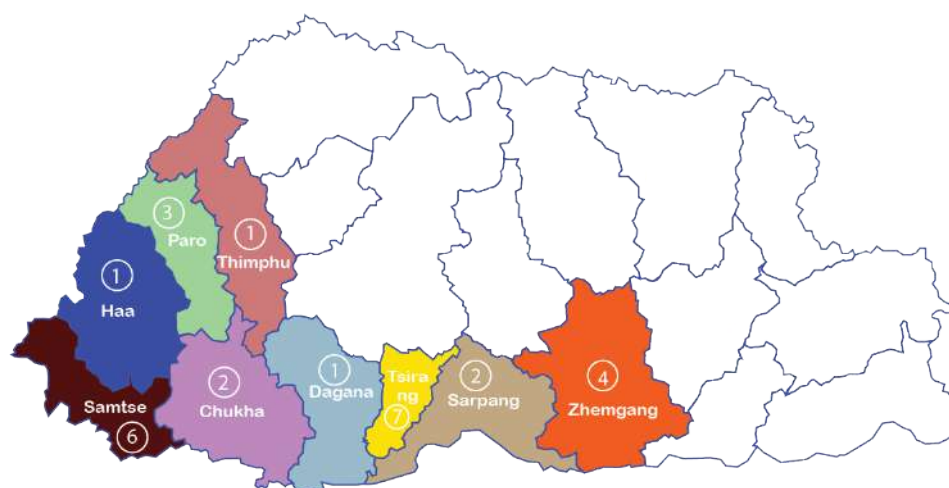 3
Paro
1
Thimphu
1
Haa
Samtse
6
2
Chukha
1
Dagana
Tsira
ng
7
2
Sarpang
4
Zhemgang